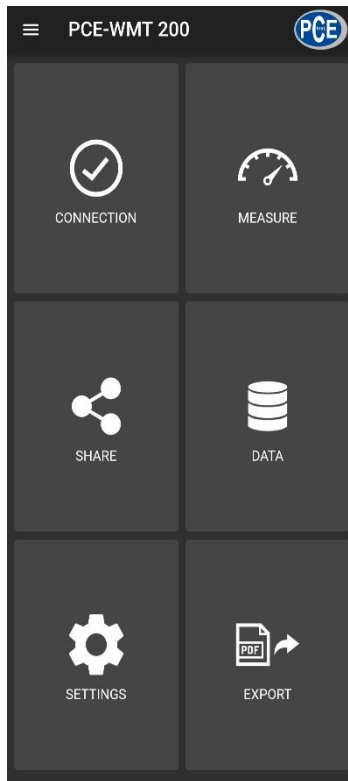 PCE-WMT 200
PCE
CONNECTION
MEASURE
SHARE
DATA
SETTINGS
PDF
EXPORT